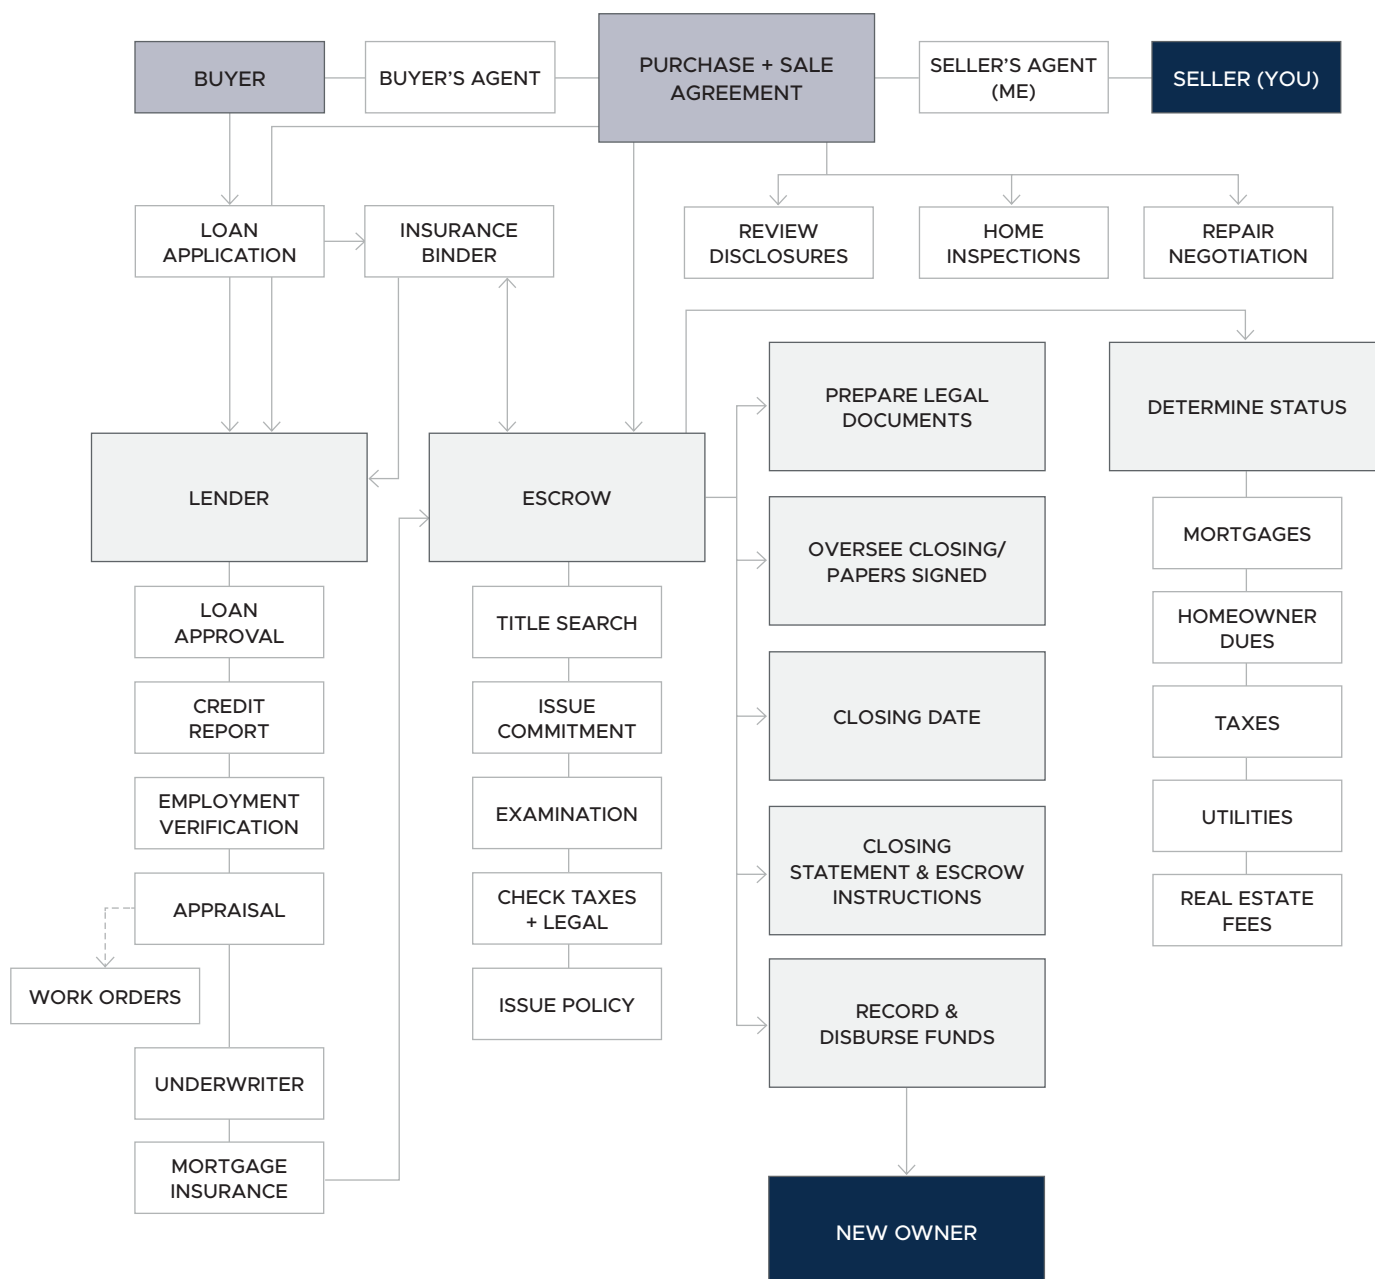 BUYER
BUYER'S AGENT
PURCHASE + SALE
AGREEMENT
SELLER'S AGENT
(ME)
SELLER (YOU)
LOAN
APPLICATION
INSURANCE
BINDER
REVIEW
DISCLOSURES
HOME
INSPECTIONS
REPAIR
NEGOTIATION
LENDER
LOAN
APPROVAL
CREDIT
REPORT
EMPLOYMENT
VERIFICATION
APPRAISAL
WORK ORDERS
UNDERWRITER
MORTGAGE
INSURANCE
ESCROW
TITLE SEARCH
ISSUE
COMMITMENT
EXAMINATION
CHECK TAXES
+ LEGAL
ISSUE POLICY
PREPARE LEGAL
DOCUMENTS
OVERSEE CLOSING/
PAPERS SIGNED
CLOSING DATE
CLOSING
STATEMENT & ESCROW
INSTRUCTIONS
RECORD &
DISBURSE FUNDS
NEW OWNER
DETERMINE STATUS
MORTGAGES
HOMEOWNER
DUES
TAXES
UTILITIES
REAL ESTATE
FEES